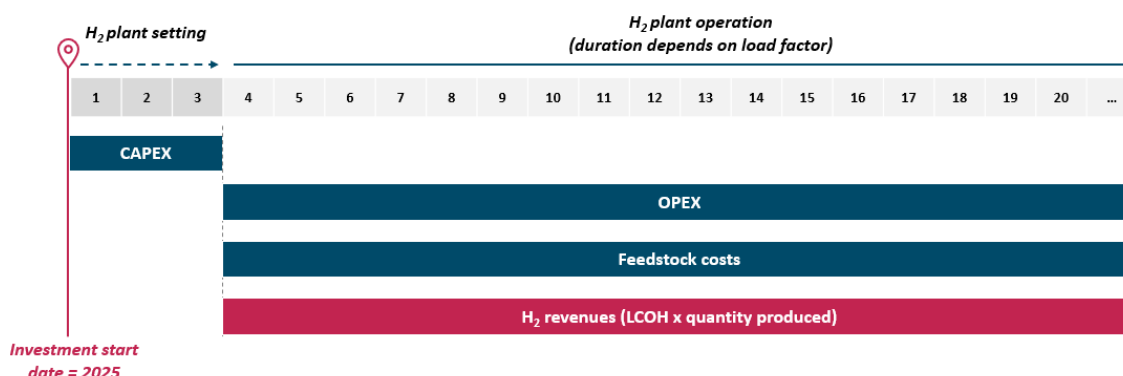 H₂ plant setting
H₂ plant operation
(duration depends on load factor)
1 2 3 4 5 6 7 8 9 10 11 12 13 14 15 16 17 18 19 20 ...
CAPEX
OPEX
Feedstock costs
H₂ revenues (LCOH x quantity produced)
Investment start
date = 2025